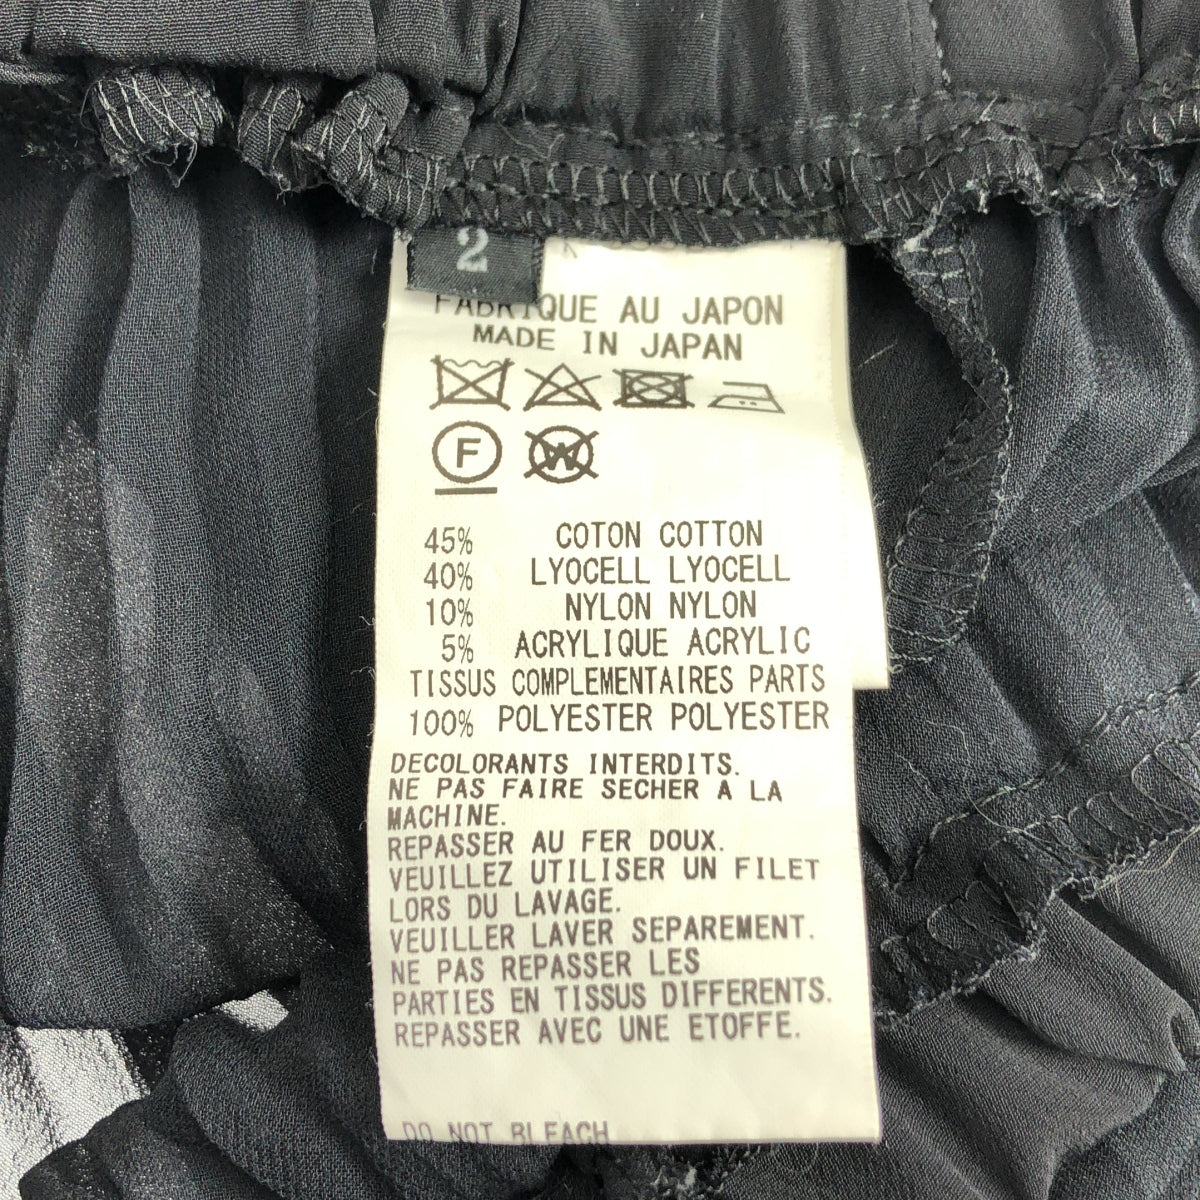 2
FABRIQUE AU JAPON
MADE IN JAPAN
F W
45% COTON COTTON
40% LYOCELL LYOCELL
10% NYLON NYLON
5% ACRYLIQUE ACRYLIC
TISSUS COMPLEMENTAIRES PARTS
100% POLYESTER POLYESTER
DECOLORANTS INTERDITS.
NE PAS FAIRE SECHER A LA
MACHINE.
REPASSER AU FER DOUX.
VEUILLEZ UTILISER UN FILET
LORS DU LAVAGE.
VEUILLER LAVER SEPAREMENT.
NE PAS REPASSER LES
PARTIES EN TISSUS DIFFERENTS.
REPASSER AVEC UNE ETOFFE.
DO NOT BLEACH